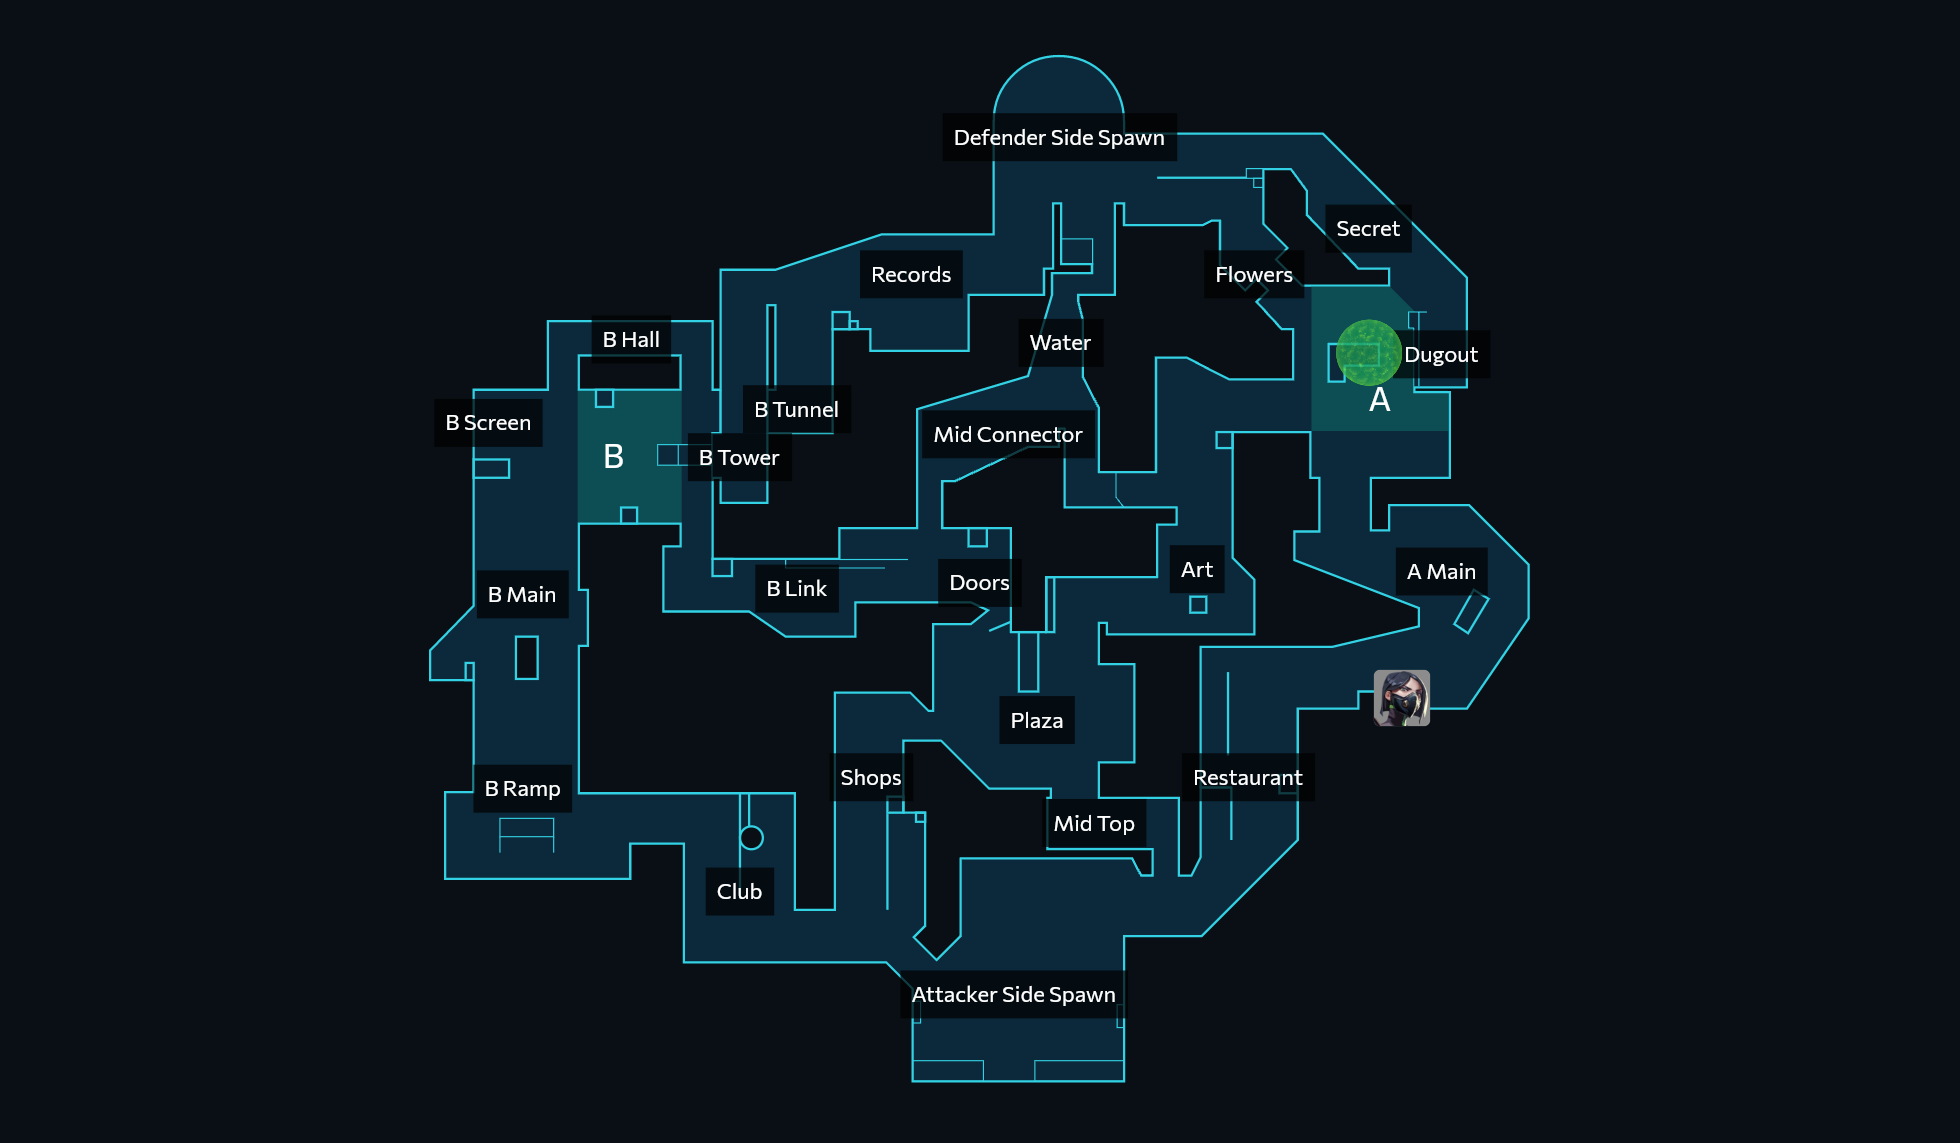 Defender Side Spawn
Secret
Records
Flowers
B Hall
Water
Dugout
A
B Tunnel
B Screen
Mid Connector
B
B Tower
Art
A Main
Doors
B Link
B Main
Plaza
Shops
Restaurant
B Ramp
Mid Top
Club
Attacker Side Spawn